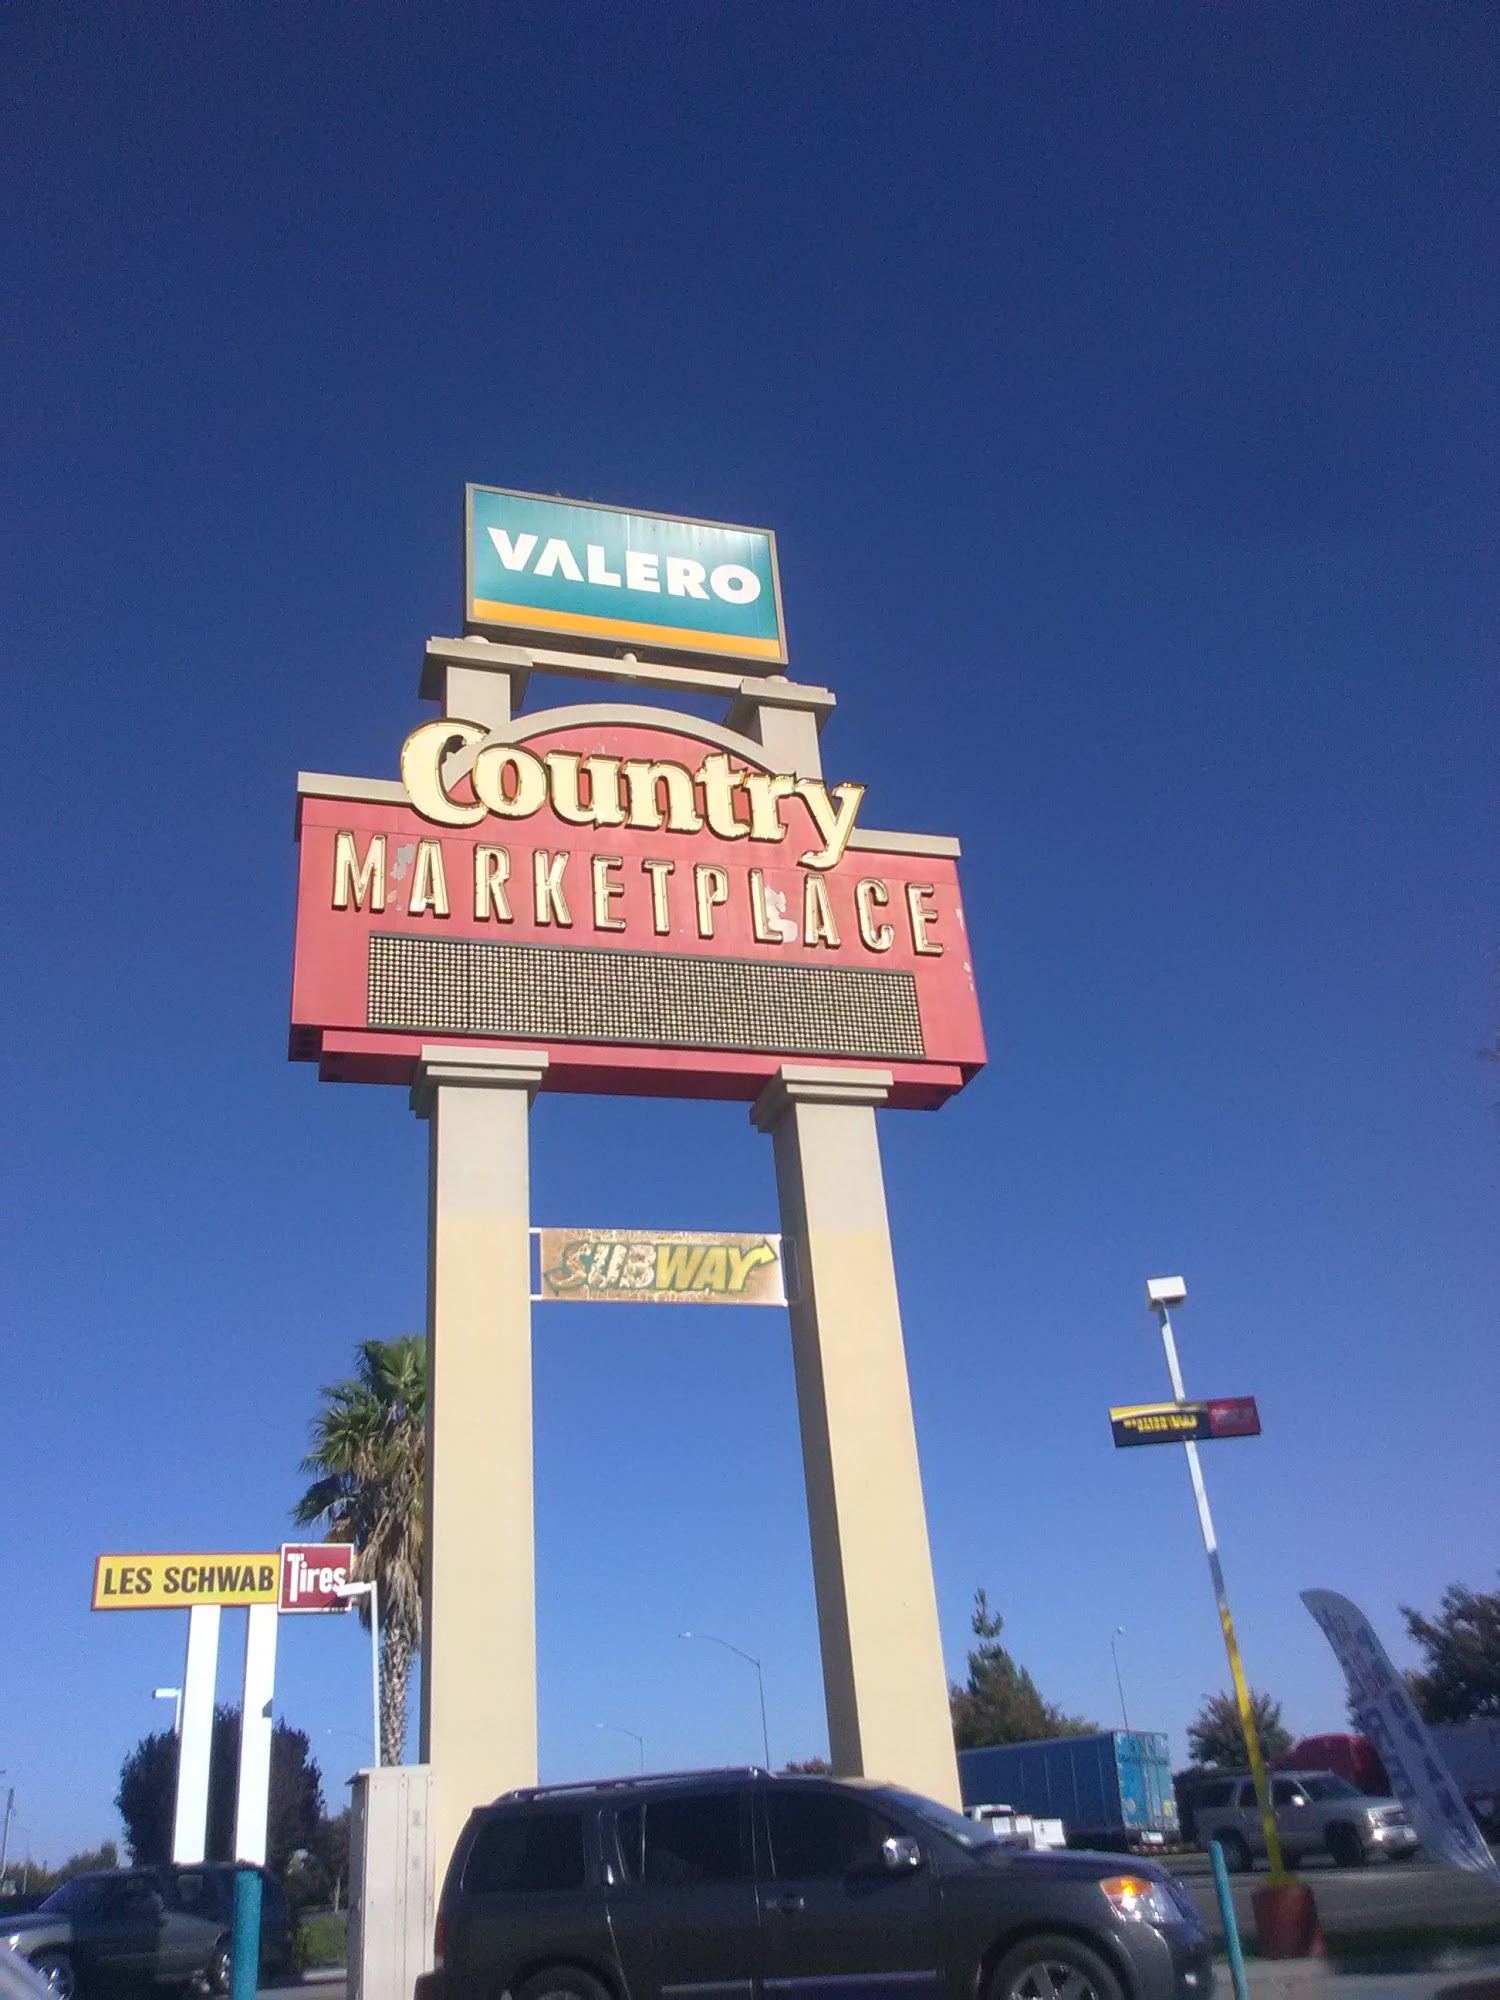 VALERO
Country
MARKETPLACE
SUBWAY
LES SCHWAB
Tires